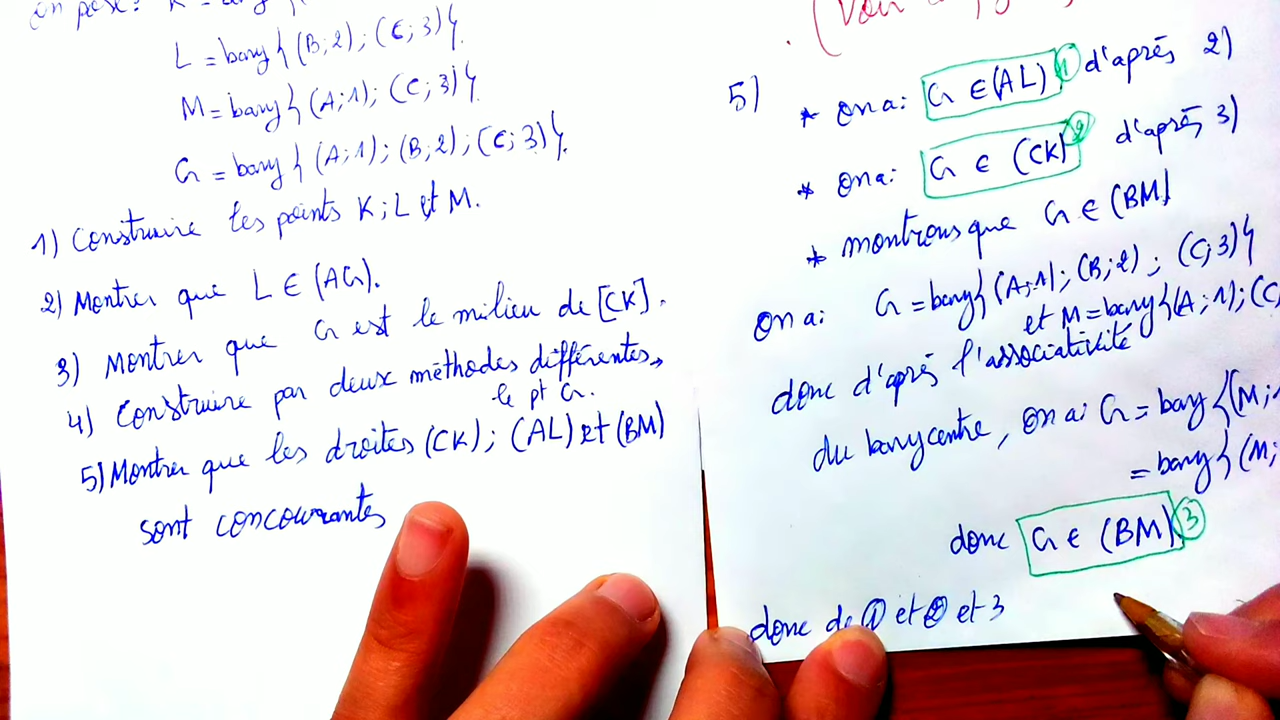 on pose: K = bary{
L = bary{(B;2); (C;3)}.
M = bary{(A;1); (C;3)}.
G = bary{(A;1); (B;2); (C;3)}.
1) Construire les points K; L et M.
2) Montrer que L ∈ (AG).
3) Montrer que G est le milieu de [CK].
4) Construire par deux méthodes différentes,
le pt G.
5) Montrer que les droites (CK); (AL) et (BM)
sont concourantes
(Voir
5)
* on a: G ∈ (AL) ① d'après 2)
* on a: G ∈ (CK) ② d'après 3)
* montrons que G ∈ (BM)
on a: G = bary{(A;1); (B;2); (C;3)}
et M = bary{(A;1); (C
donc d'après l'associativité
du barycentre, on a: G = bary{(M;
= bary{(M;
donc G ∈ (BM) ③
donc de ① et ② et 3